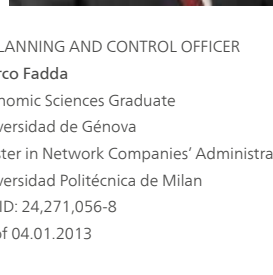 LANNING AND CONTROL OFFICER
rco Fadda
nomic Sciences Graduate
versidad de Génova
ster in Network Companies' Administra
versidad Politécnica de Milan
ID: 24,271,056-8
of 04.01.2013